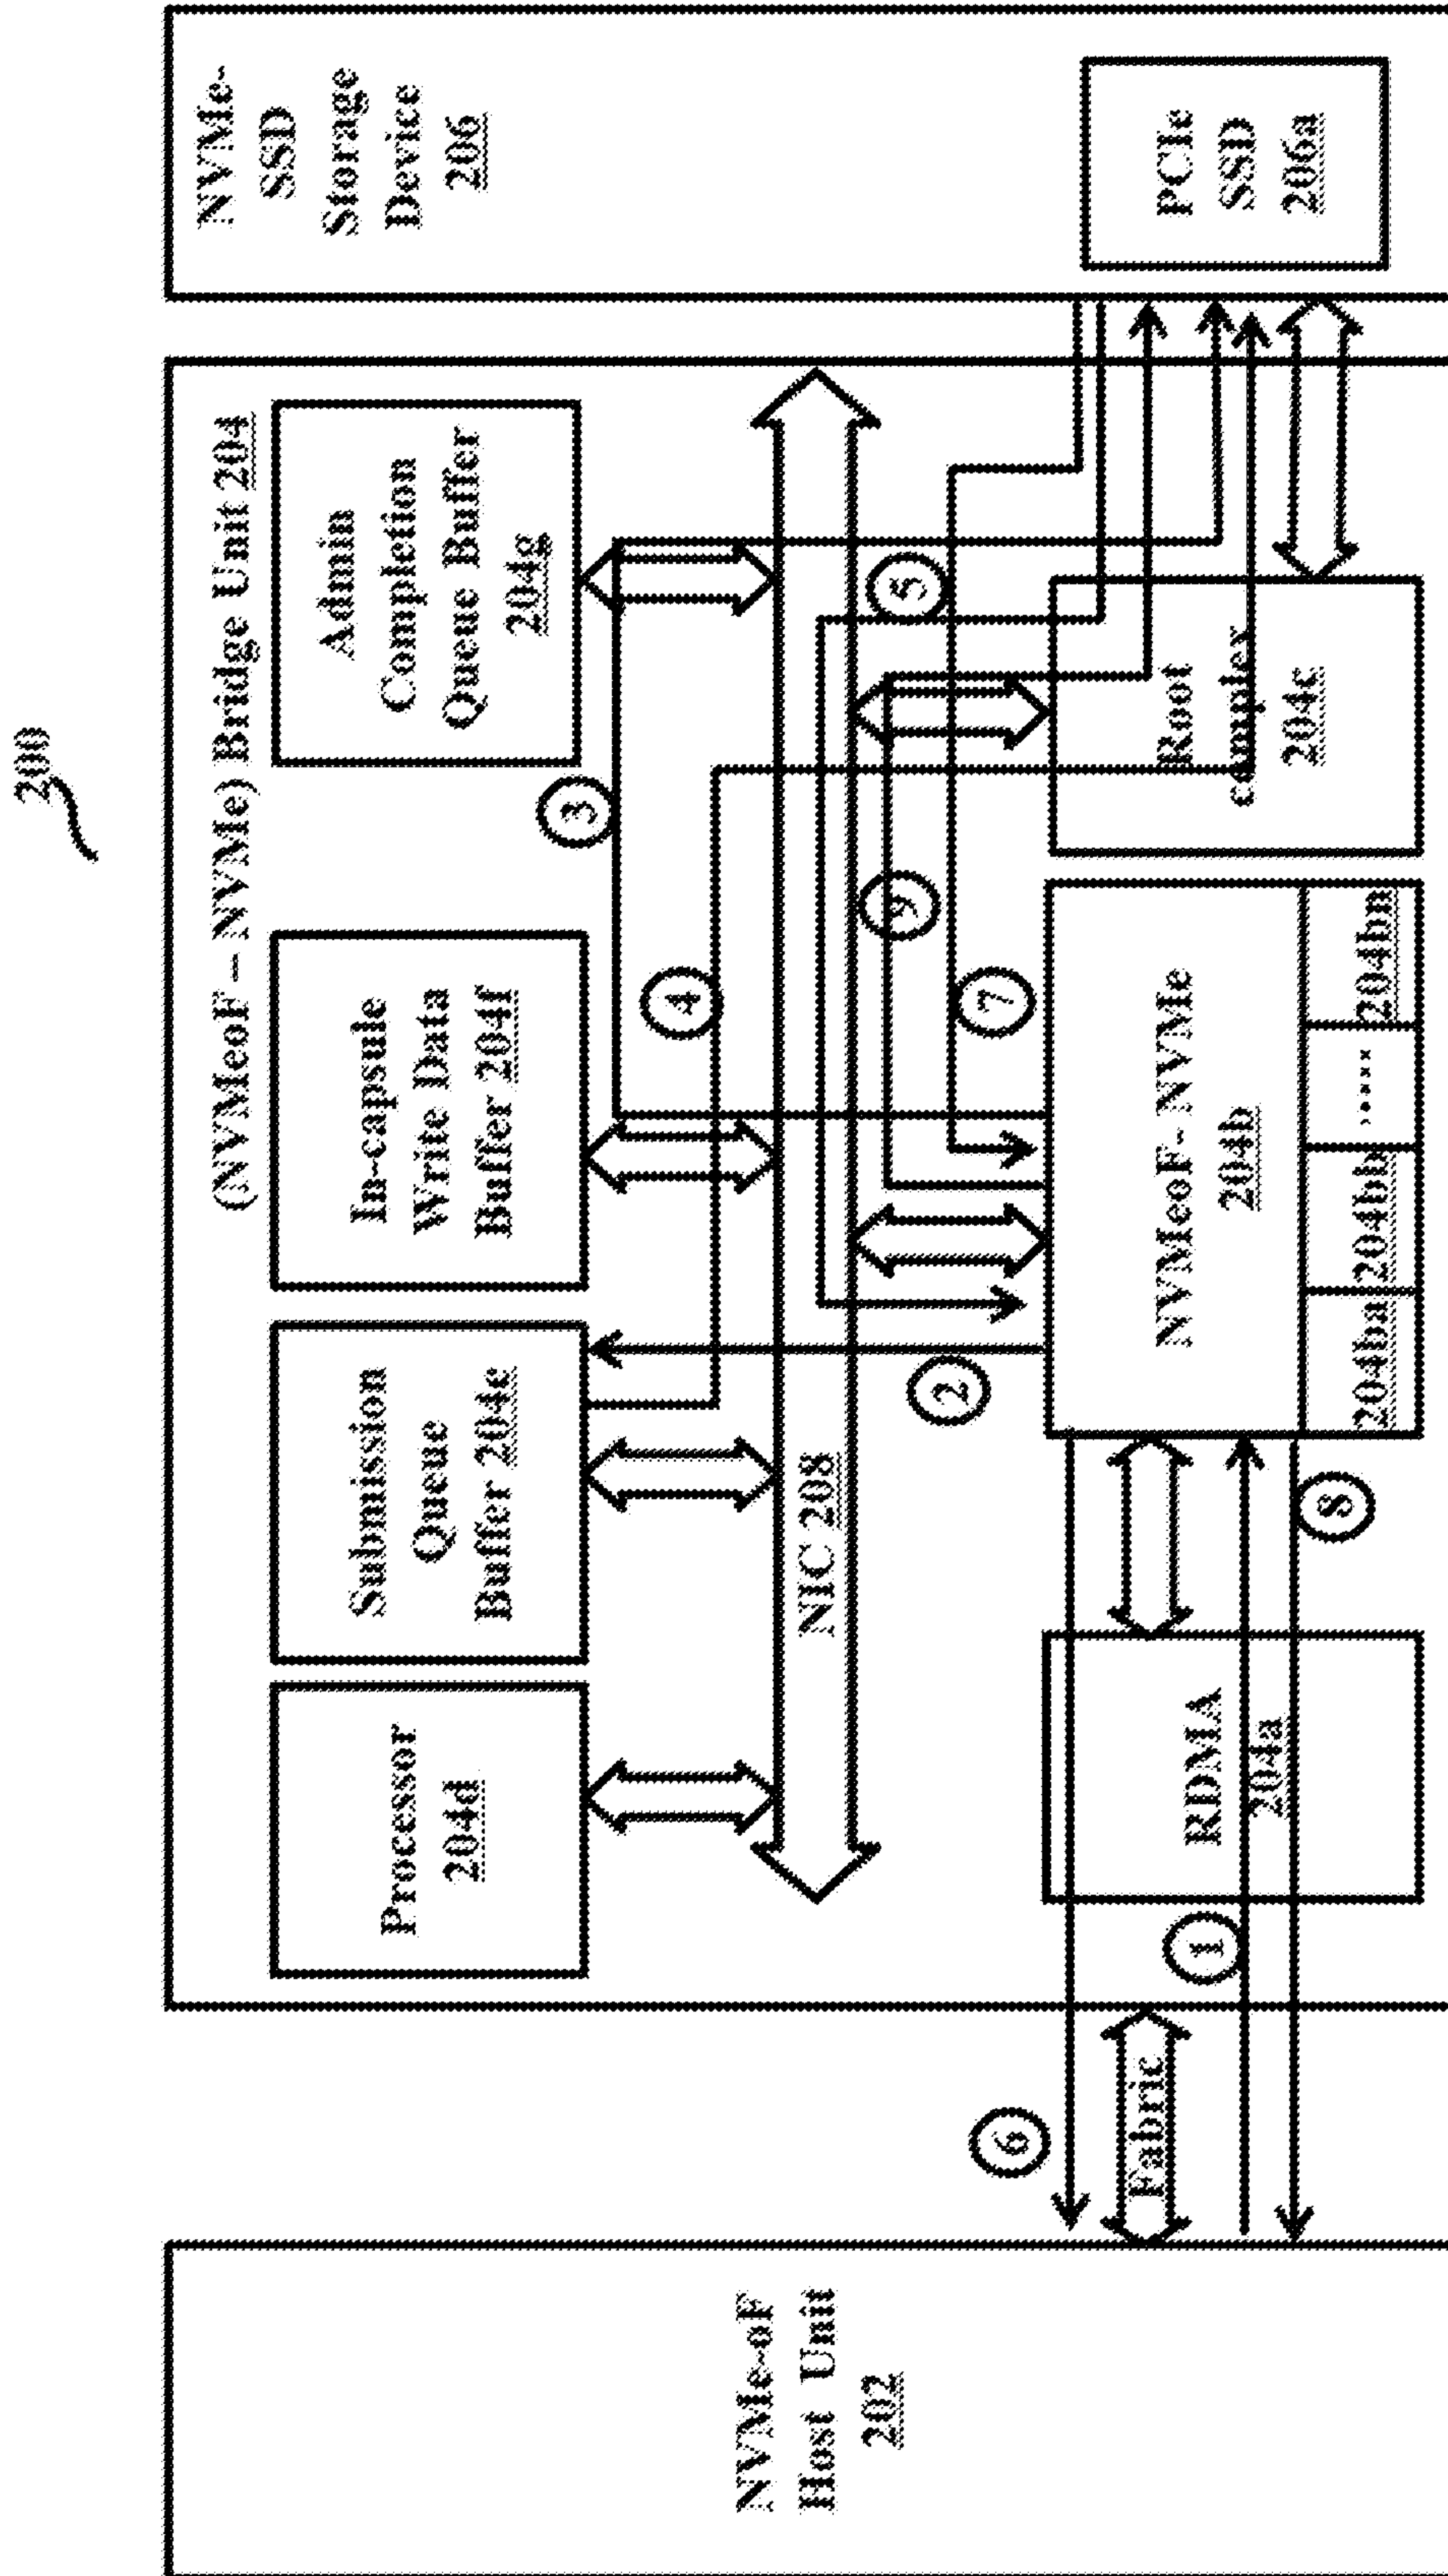 200
(NVMeoF – NVMe) Bridge Unit 204
NVMe-
SSD
Storage
Device
206
Processor
204d
Submission
Queue
Buffer 204e
In-capsule
Write Data
Buffer 204f
Admin
Completion
Queue Buffer
204g
3
4
NIC 208
5
9
2
7
NVMe-oF
Host Unit
202
6
Fabric
1
RDMA
204a
8
NVMeoF- NVMe
204b
204ba
204bb
.....
204bn
Root
complex
204c
PCIe
SSD
206a